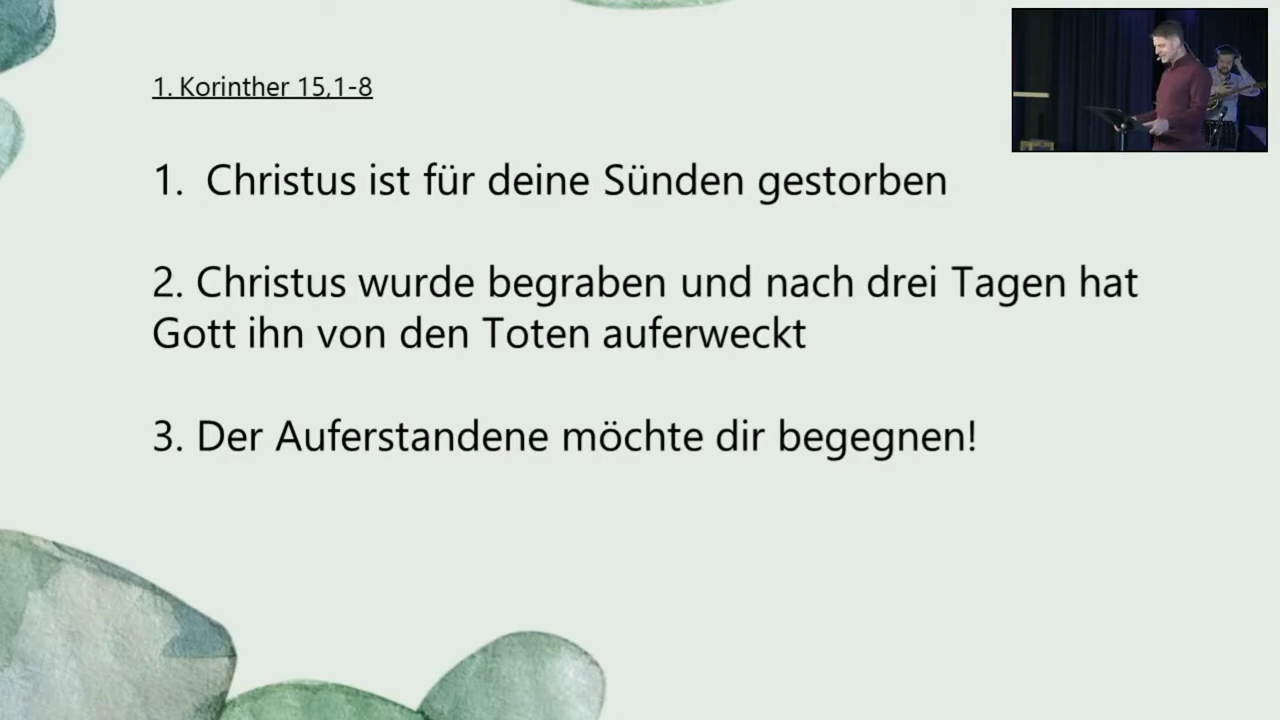 1. Korinther 15,1-8
1. Christus ist für deine Sünden gestorben
2. Christus wurde begraben und nach drei Tagen hat
Gott ihn von den Toten auferweckt
3. Der Auferstandene möchte dir begegnen!